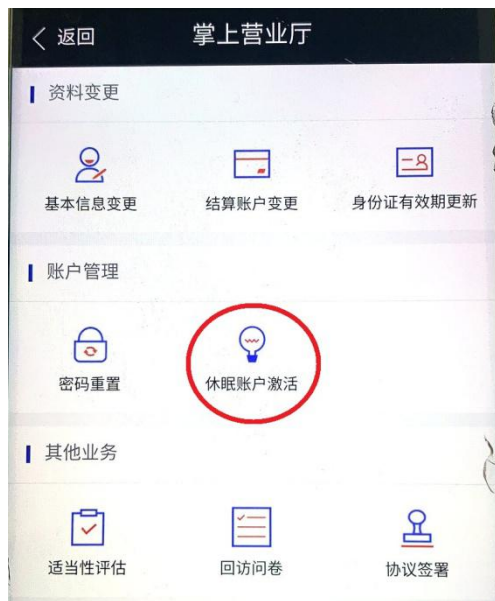 返回 掌上营业厅
资料变更
基本信息变更 结算账户变更 身份证有效期更新
账户管理
密码重置 休眠账户激活
其他业务
适当性评估 回访问卷 协议签署